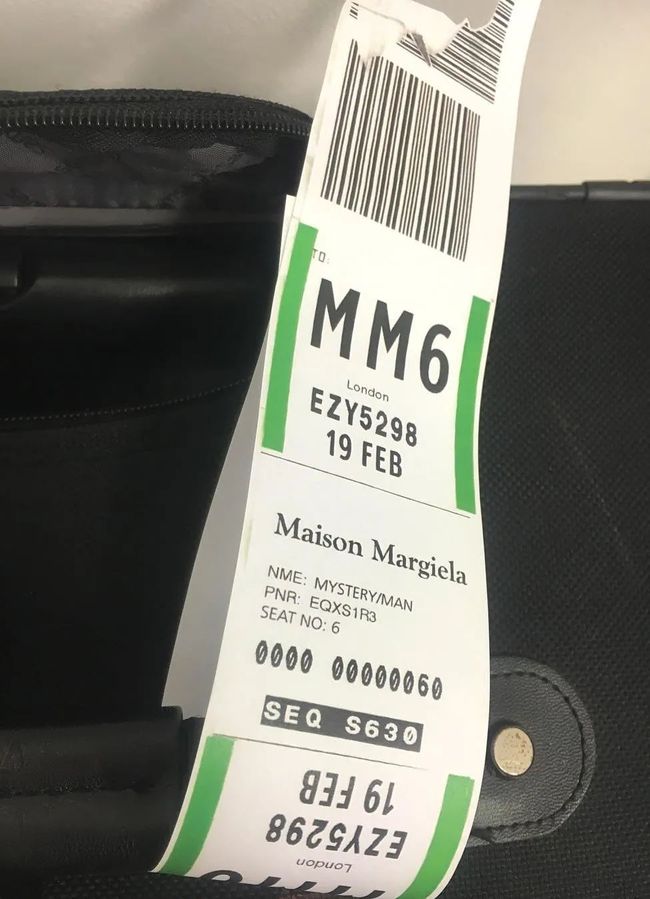 TO:
MM6
London
EZY5298
19 FEB
Maison Margiela
NME: MYSTERY/MAN
PNR: EQXS1R3
SEAT NO: 6
0000 00000060
SEQ S630
19 FEB
EZY5298
London